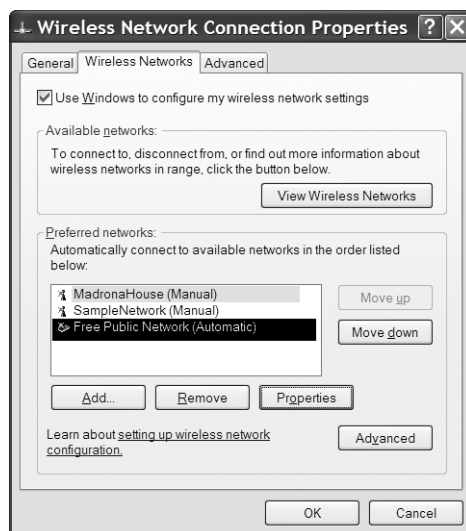 Wireless Network Connection Properties
General Wireless Networks Advanced
Use Windows to configure my wireless network settings
Available networks:
To connect to, disconnect from, or find out more information about
wireless networks in range, click the button below.
View Wireless Networks
Preferred networks:
Automatically connect to available networks in the order listed
below:
MadronaHouse (Manual)
SampleNetwork (Manual)
Free Public Network (Automatic)
Move up
Move down
Add... Remove Properties
Learn about setting up wireless network
configuration.
Advanced
OK Cancel